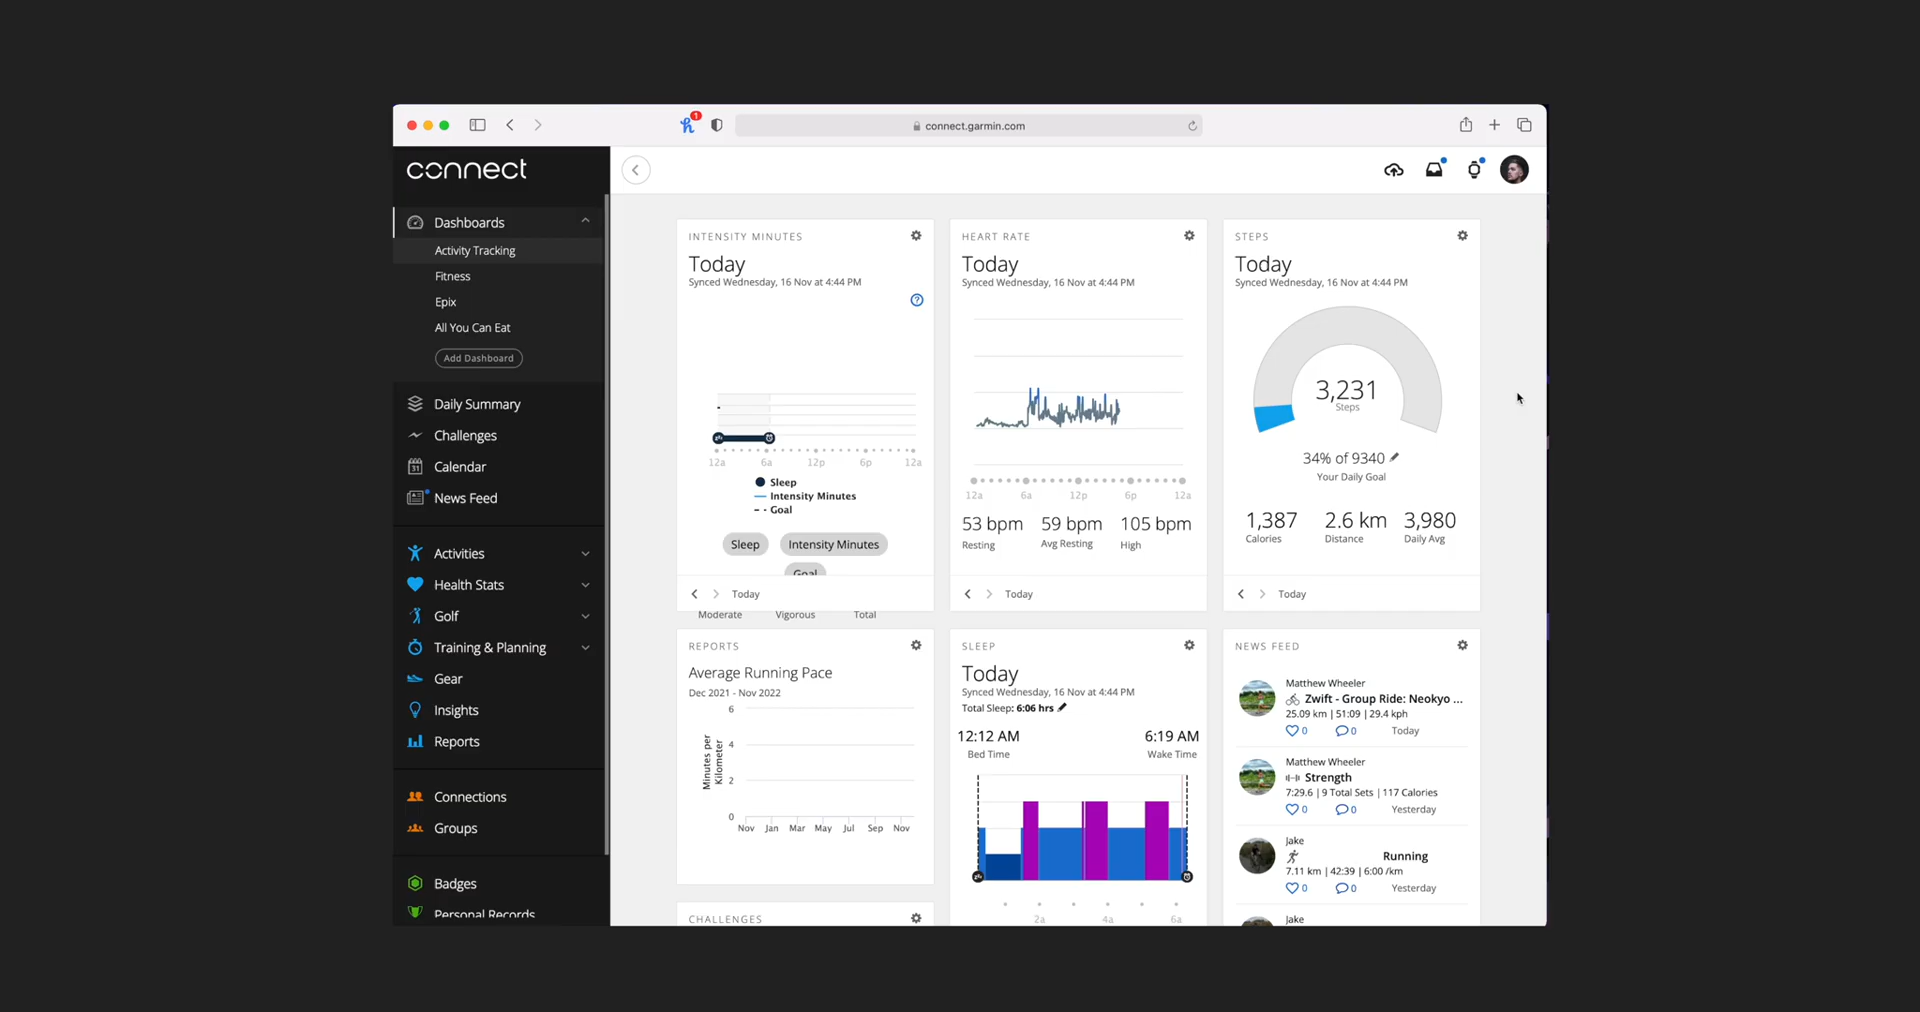 1
connect.garmin.com
connect
Dashboards
Activity Tracking
Fitness
Epix
All You Can Eat
Add Dashboard
Daily Summary
Challenges
31
Calendar
News Feed
Activities
Health Stats
Golf
Training & Planning
Gear
Insights
Reports
Connections
Groups
Badges
Personal Records
INTENSITY MINUTES
Today
Synced Wednesday, 16 Nov at 4:44 PM
?
12a 6a 12p 6p 12a
Sleep
Intensity Minutes
Goal
Sleep Intensity Minutes
Goal
Today
Moderate Vigorous Total
HEART RATE
Today
Synced Wednesday, 16 Nov at 4:44 PM
12a 6a 12p 6p 12a
53 bpm 59 bpm 105 bpm
Resting Avg Resting High
Today
STEPS
Today
Synced Wednesday, 16 Nov at 4:44 PM
3,231
Steps
34% of 9340
Your Daily Goal
1,387 2.6 km 3,980
Calories Distance Daily Avg
Today
REPORTS
Average Running Pace
Dec 2021 - Nov 2022
Minutes per
Kilometer
6
4
2
0
Nov Jan Mar May Jul Sep Nov
CHALLENGES
SLEEP
Today
Synced Wednesday, 16 Nov at 4:44 PM
Total Sleep: 6:06 hrs
12:12 AM 6:19 AM
Bed Time Wake Time
2a 4a 6a
NEWS FEED
Matthew Wheeler
Zwift - Group Ride: Neokyo ...
25.09 km | 51:09 | 29.4 kph
0 0 Today
Matthew Wheeler
Strength
7:29.6 | 9 Total Sets | 117 Calories
0 0 Yesterday
Jake
Running
7.11 km | 42:39 | 6:00 /km
0 0 Yesterday
Jake